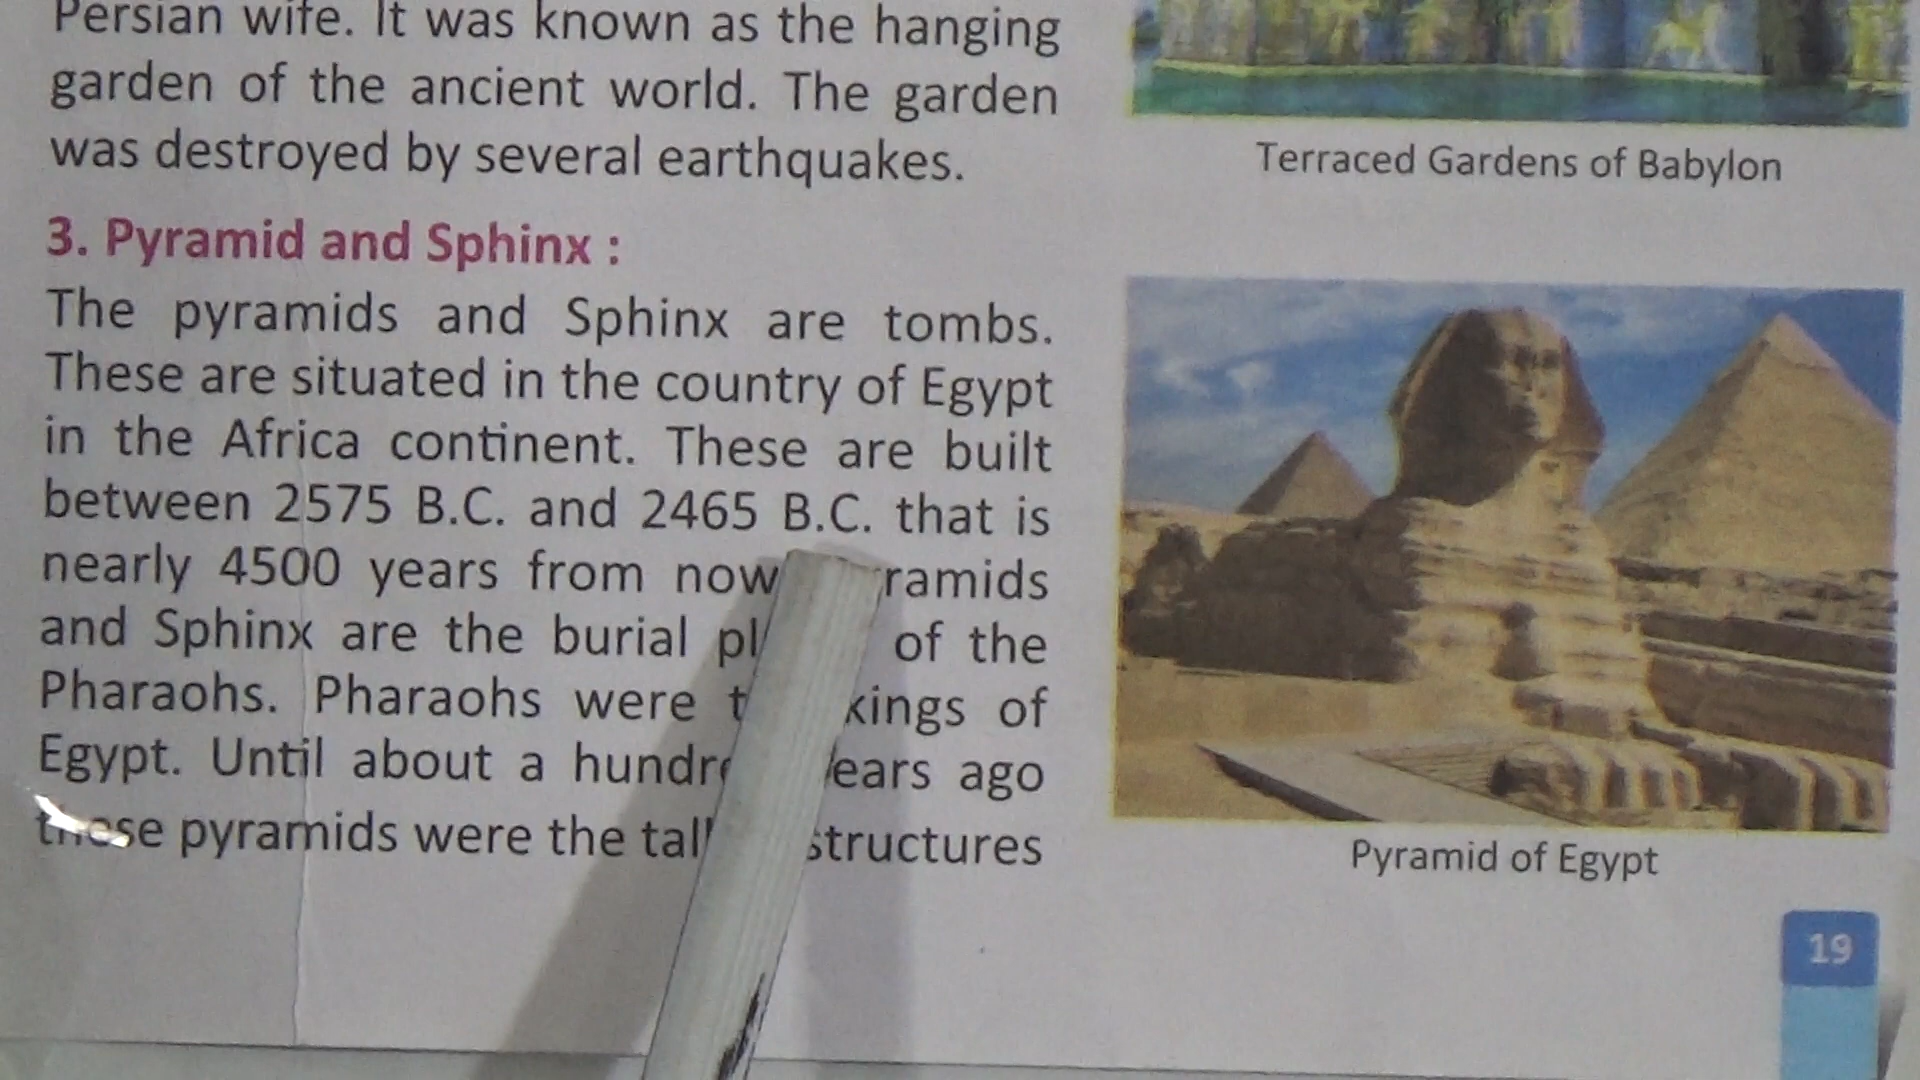 Persian wife. It was known as the hanging
garden of the ancient world. The garden
was destroyed by several earthquakes.
Terraced Gardens of Babylon
3. Pyramid and Sphinx :
The pyramids and Sphinx are tombs.
These are situated in the country of Egypt
in the Africa continent. These are built
between 2575 B.C. and 2465 B.C. that is
nearly 4500 years from now
and Sphinx are the burial of the
Pharaohs. Pharaohs were kings of
Egypt. Until about a ago
these pyramids were the structures
Pyramid of Egypt
19